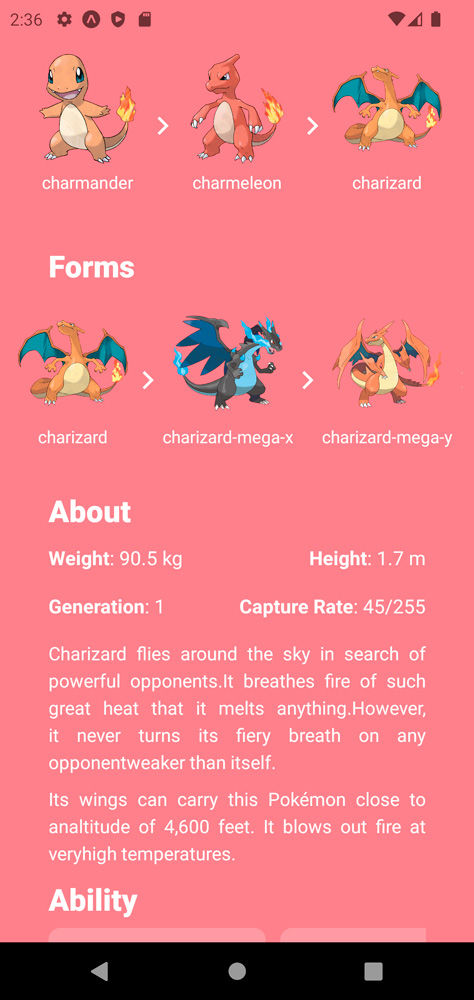 2:36
charmander
charmeleon
charizard
Forms
charizard
charizard-mega-x
charizard-mega-y
About
Weight: 90.5 kg
Height: 1.7 m
Generation: 1
Capture Rate: 45/255
Charizard flies around the sky in search of
powerful opponents.It breathes fire of such
great heat that it melts anything.However,
it never turns its fiery breath on any
opponentweaker than itself.
Its wings can carry this Pokémon close to
analtitude of 4,600 feet. It blows out fire at
veryhigh temperatures.
Ability